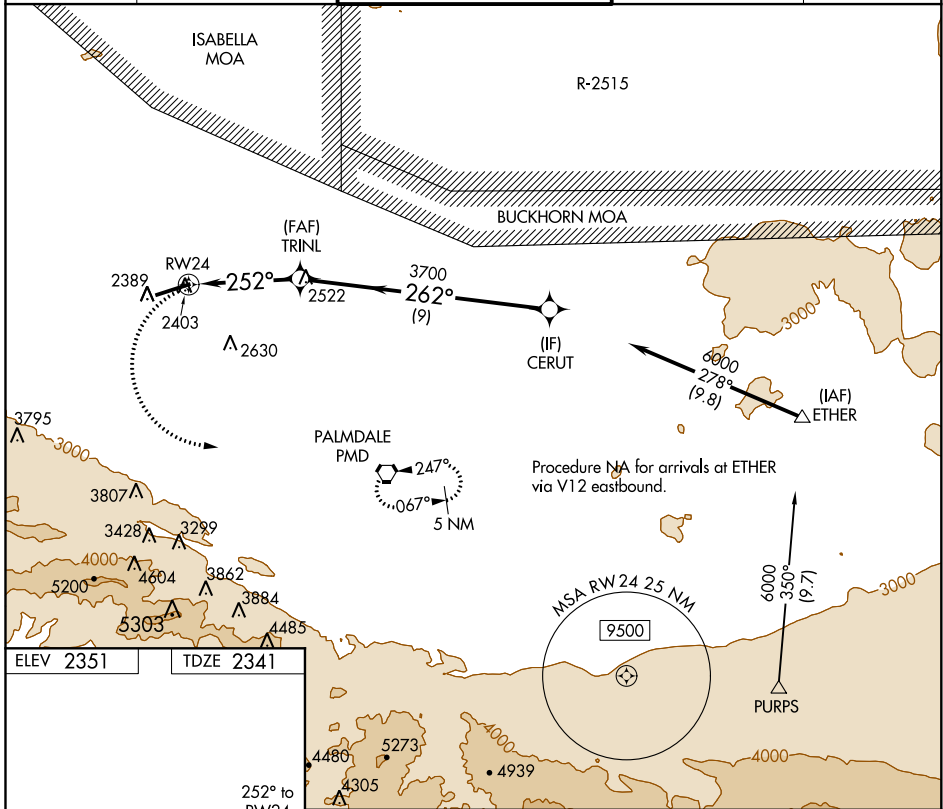 ISABELLA
MOA
R-2515
BUCKHORN MOA
(FAF)
TRINL
RW24
2389
252°
2522
3700
262°
(9)
2403
(IF)
CERUT
2630
3000
6000
278°
(9.8)
(IAF)
ETHER
3795
3000
PALMDALE
PMD
247°
067°
5 NM
Procedure NA for arrivals at ETHER
via V12 eastbound.
3807
3428
3299
4000
4604
3862
5200
3884
5303
4485
MSA RW24 25 NM
9500
6000
350°
(9.7)
3000
PURPS
ELEV 2351
TDZE 2341
4480
5273
4000
4939
4000
4305
252° to
RW24